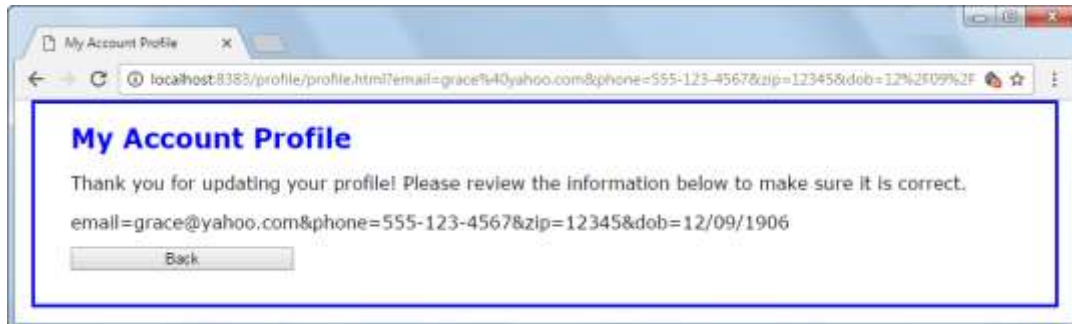 My Account Profile
localhost:8383/profile/profile.html?email=grace%40yahoo.com&phone=555-123-4567&zip=12345&dob=12%2F09%2F
My Account Profile
Thank you for updating your profile! Please review the information below to make sure it is correct.
email=grace@yahoo.com&phone=555-123-4567&zip=12345&dob=12/09/1906
Back